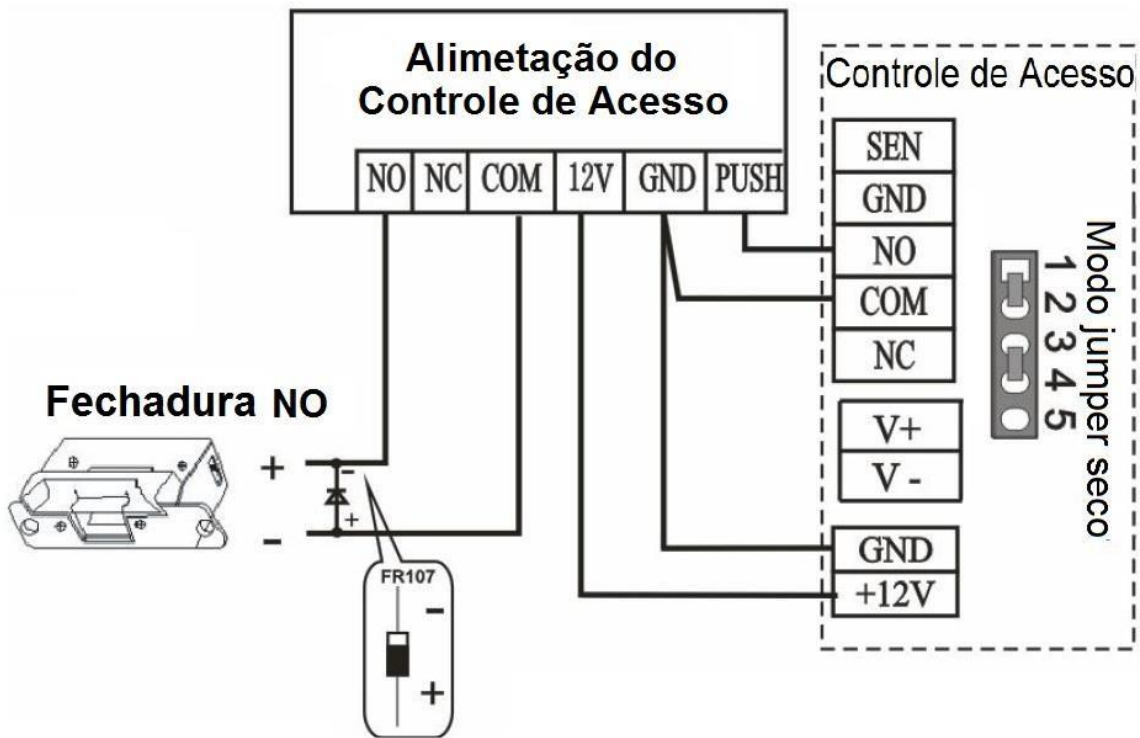 Alimetação do
Controle de Acesso
NO NC COM 12V GND PUSH
Controle de Acesso
SEN
GND
NO
COM
NC
V+
V -
GND
+12V
1
2
3
4
5
Modo jumper seco
Fechadura NO
+
-
-
+
FR107
-
+